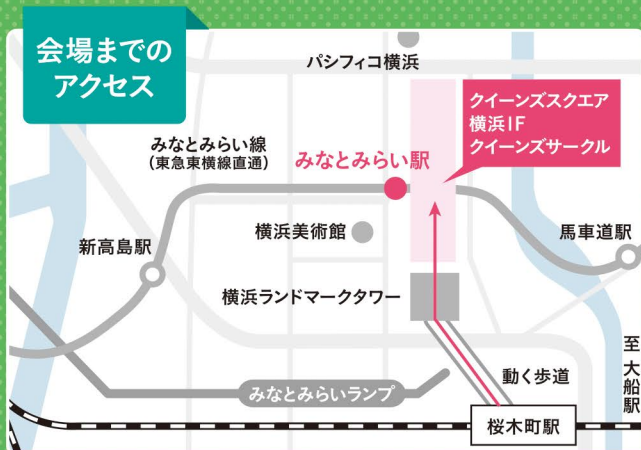 会場までの
アクセス
パシフィコ横浜
クイーンズスクエア
横浜1F
クイーンズサークル
みなとみらい線
(東急東横線直通)
みなとみらい駅
新高島駅
横浜美術館
馬車道駅
横浜ランドマークタワー
至大船駅
動く歩道
みなとみらいランプ
桜木町駅